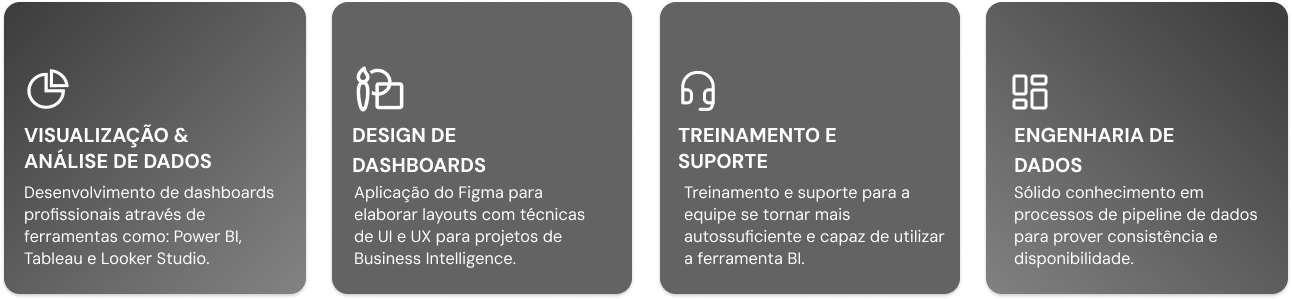 VISUALIZAÇÃO &
ANÁLISE DE DADOS
Desenvolvimento de dashboards
profissionais através de
ferramentas como: Power BI,
Tableau e Looker Studio.
DESIGN DE
DASHBOARDS
Aplicação do Figma para
elaborar layouts com técnicas
de UI e UX para projetos de
Business Intelligence.
TREINAMENTO E
SUPORTE
Treinamento e suporte para a
equipe se tornar mais
autossuficiente e capaz de utilizar
a ferramenta BI.
ENGENHARIA DE
DADOS
Sólido conhecimento em
processos de pipeline de dados
para prover consistência e
disponibilidade.